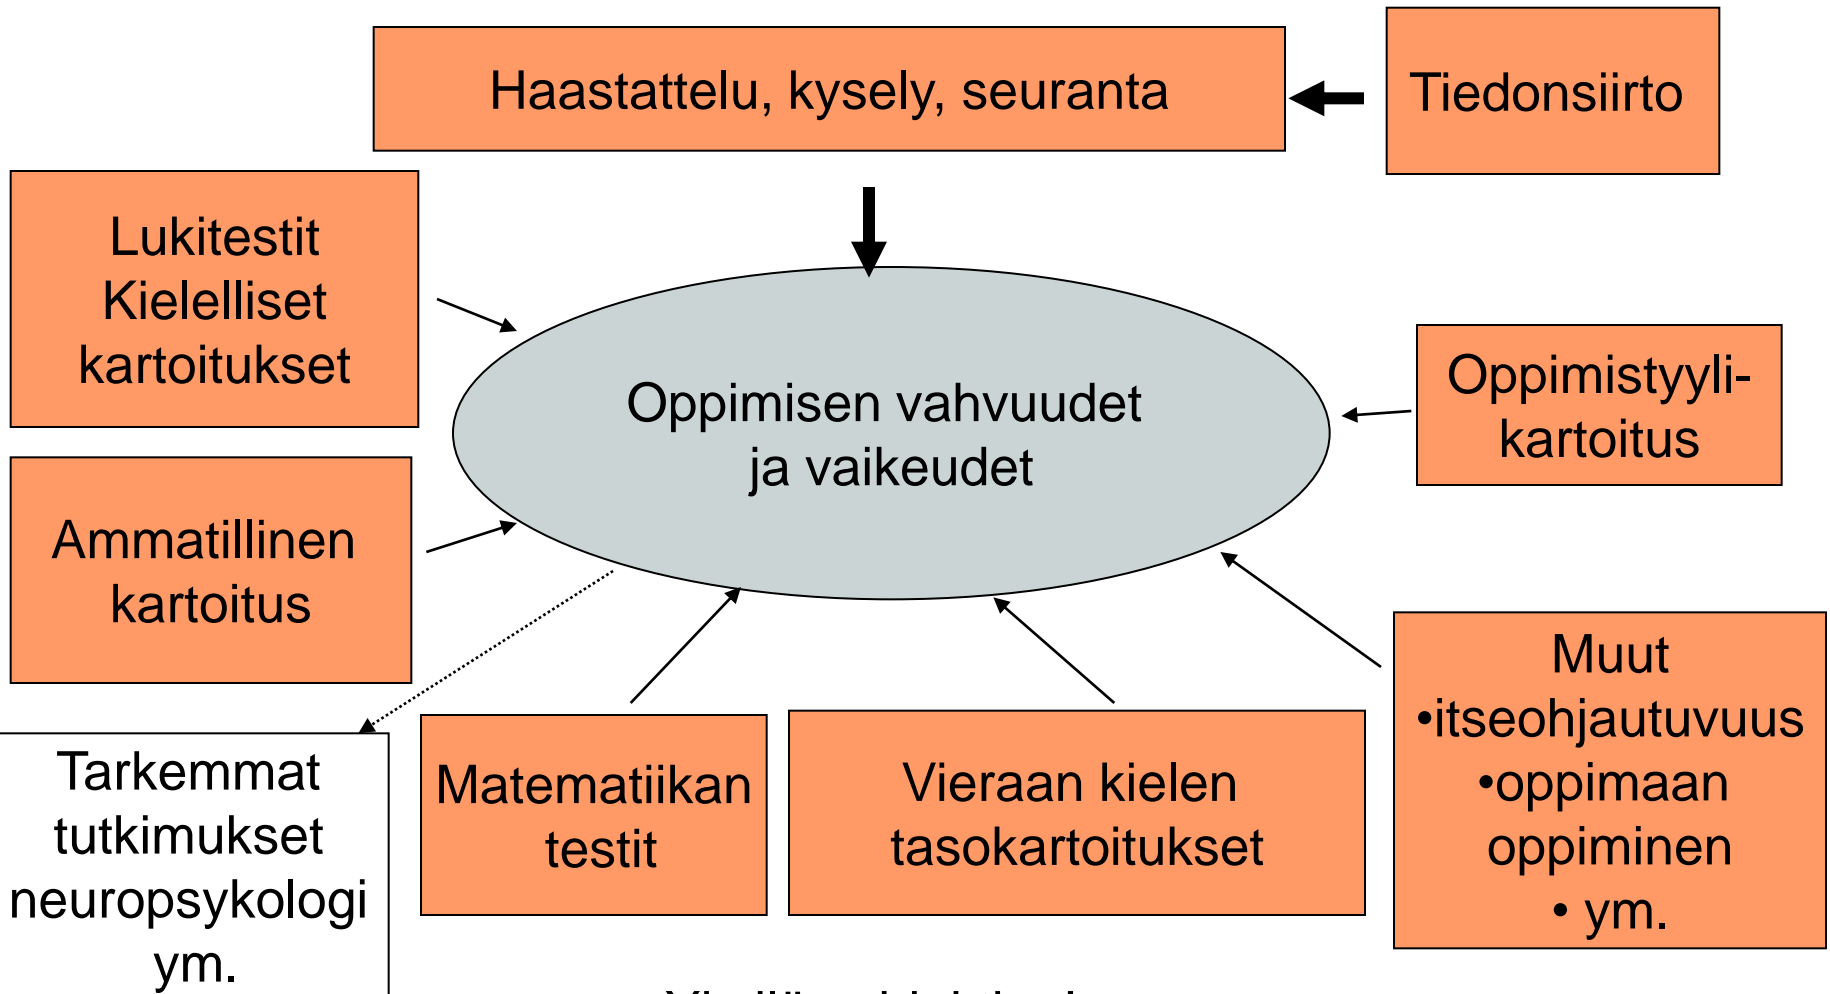 Haastattelu, kysely, seuranta
Tiedonsiirto
Lukitestit
Kielelliset
kartoitukset
Oppimisen vahvuudet
ja vaikeudet
Oppimistyyli-
kartoitus
Ammatillinen
kartoitus
Tarkemmat
tutkimukset
neuropsykologi
ym.
Matematiikan
testit
Vieraan kielen
tasokartoitukset
Muut
•itseohjautuvuus
•oppimaan
oppiminen
• ym.